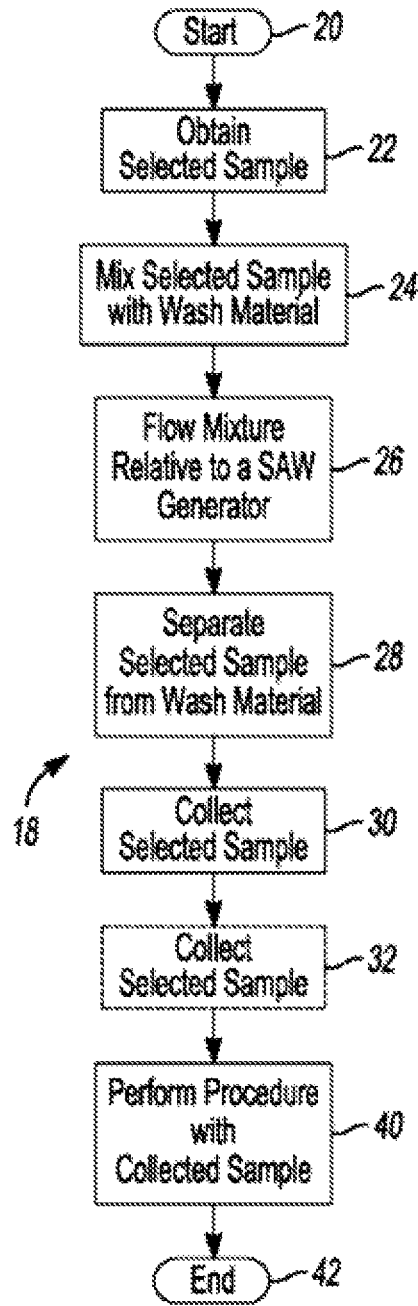 Start
20
Obtain
Selected Sample
22
Mix Selected Sample
with Wash Material
24
Flow Mixture
Relative to a SAW
Generator
26
Separate
Selected Sample
from Wash Material
28
18
Collect
Selected Sample
30
Collect
Selected Sample
32
Perform Procedure
with
Collected Sample
40
End
42